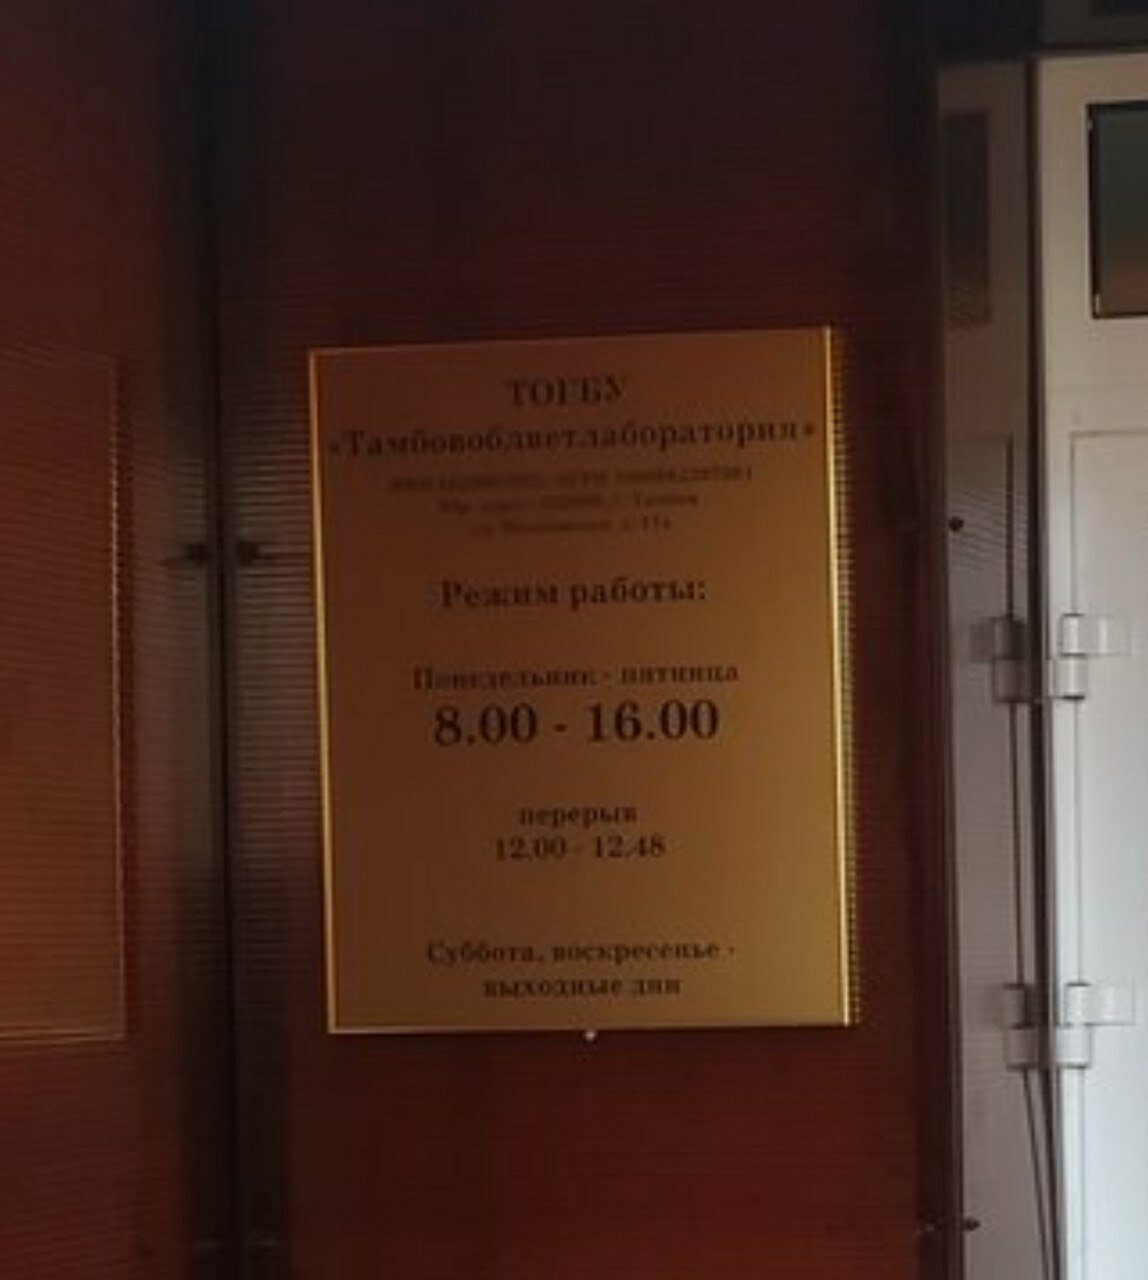 ТОГБУ
«Тамбовоблветлаборатория»
г. Тамбов
Режим работы:
Понедельник - пятница
8.00 - 16.00
перерыв
12.00 - 12.48
Суббота, воскресенье -
выходные дни